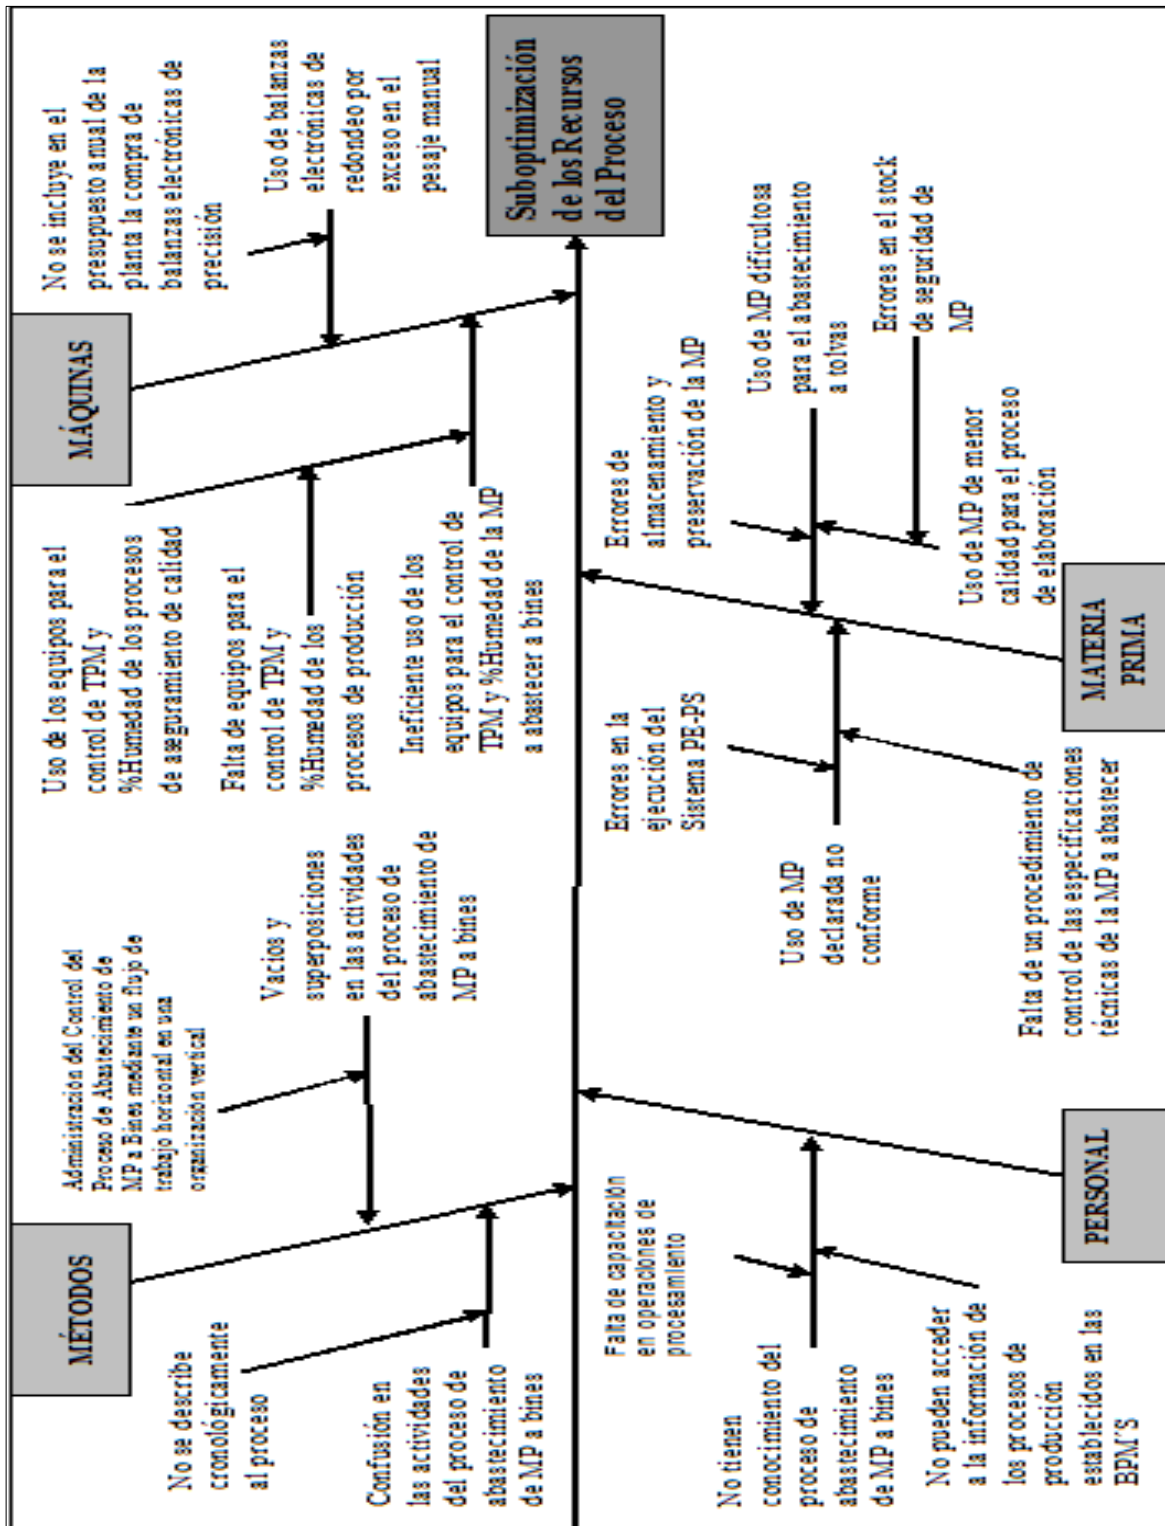 MÉTODOS
MÁQUINAS
No se describe
cronológicamente
al proceso
Confusión en
las actividades
del proceso de
abastecimiento
de MP a bines
Administración del Control del
Proceso de Abastecimiento de
MP a Bines mediante un flujo de
trabajo horizontal en una
organización vertical
Vacios y
superposiciones
en las actividades
del proceso de
abastecimiento de
MP a bines
Uso de los equipos para el
control de TPM y
%Humedad de los procesos
de aseguramiento de calidad
Falta de equipos para el
control de TPM y
%Humedad de los
procesos de producción
Ineficiente uso de los
equipos para el control de
TPM y %Humedad de la MP
a abastecer a bines
No se incluye en el
presupuesto anual de la
planta la compra de
balanzas electrónicas de
precisión
Uso de balanzas
electrónicas de
redondeo por
exceso en el
pesaje manual
Suboptimización
de los Recursos
del Proceso
Falta de capacitación
en operaciones de
procesamiento
No tienen
conocimiento del
proceso de
abastecimiento
de MP a bines
No pueden acceder
a la información de
los procesos de
producción
establecidos en las
BPM´S
PERSONAL
Errores en la
ejecución del
Sistema PE-PS
Uso de MP
declarada no
conforme
Falta de un procedimiento de
control de las especificaciones
técnicas de la MP a abastecer
Errores de
almacenamiento y
preservación de la MP
Uso de MP dificultosa
para el abastecimiento
a tolvas
Errores en el stock
de seguridad de
MP
Uso de MP de menor
calidad para el proceso
de elaboración
MATERIA
PRIMA